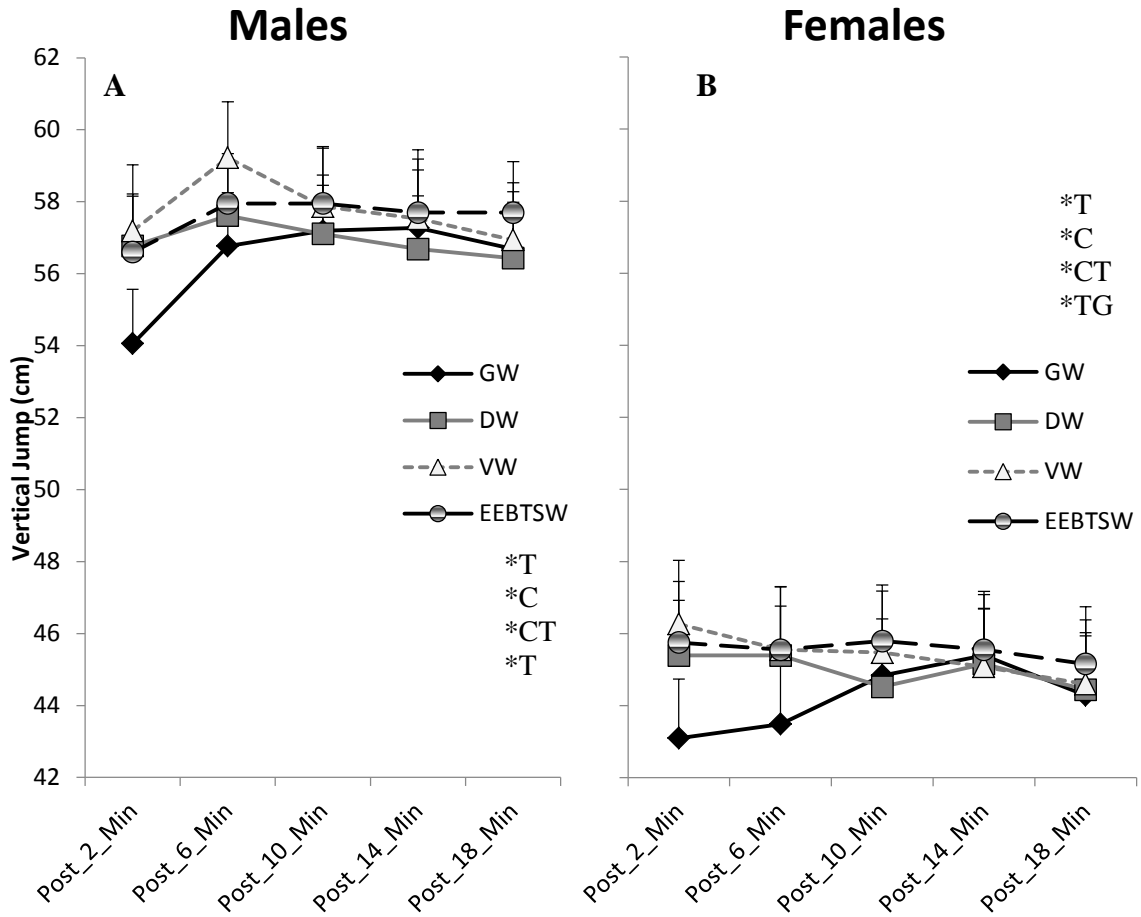 Males
A
62
60
58
56
54
52
50
48
46
44
42
Vertical Jump (cm)
GW
DW
VW
EEBTSW
*T
*C
*CT
*T
Post_2_Min
Post_6_Min
Post_10_Min
Post_14_Min
Post_18_Min
Females
B
*T
*C
*CT
*TG
GW
DW
VW
EEBTSW
Post_2_Min
Post_6_Min
Post_10_Min
Post_14_Min
Post_18_Min